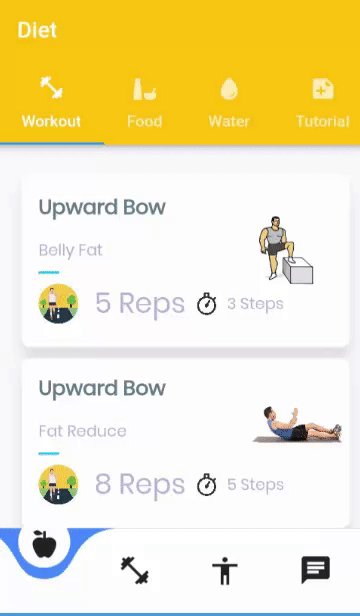 Diet
Workout Food Water Tutorial
Upward Bow
Belly Fat
5 Reps 3 Steps
Upward Bow
Fat Reduce
8 Reps 5 Steps